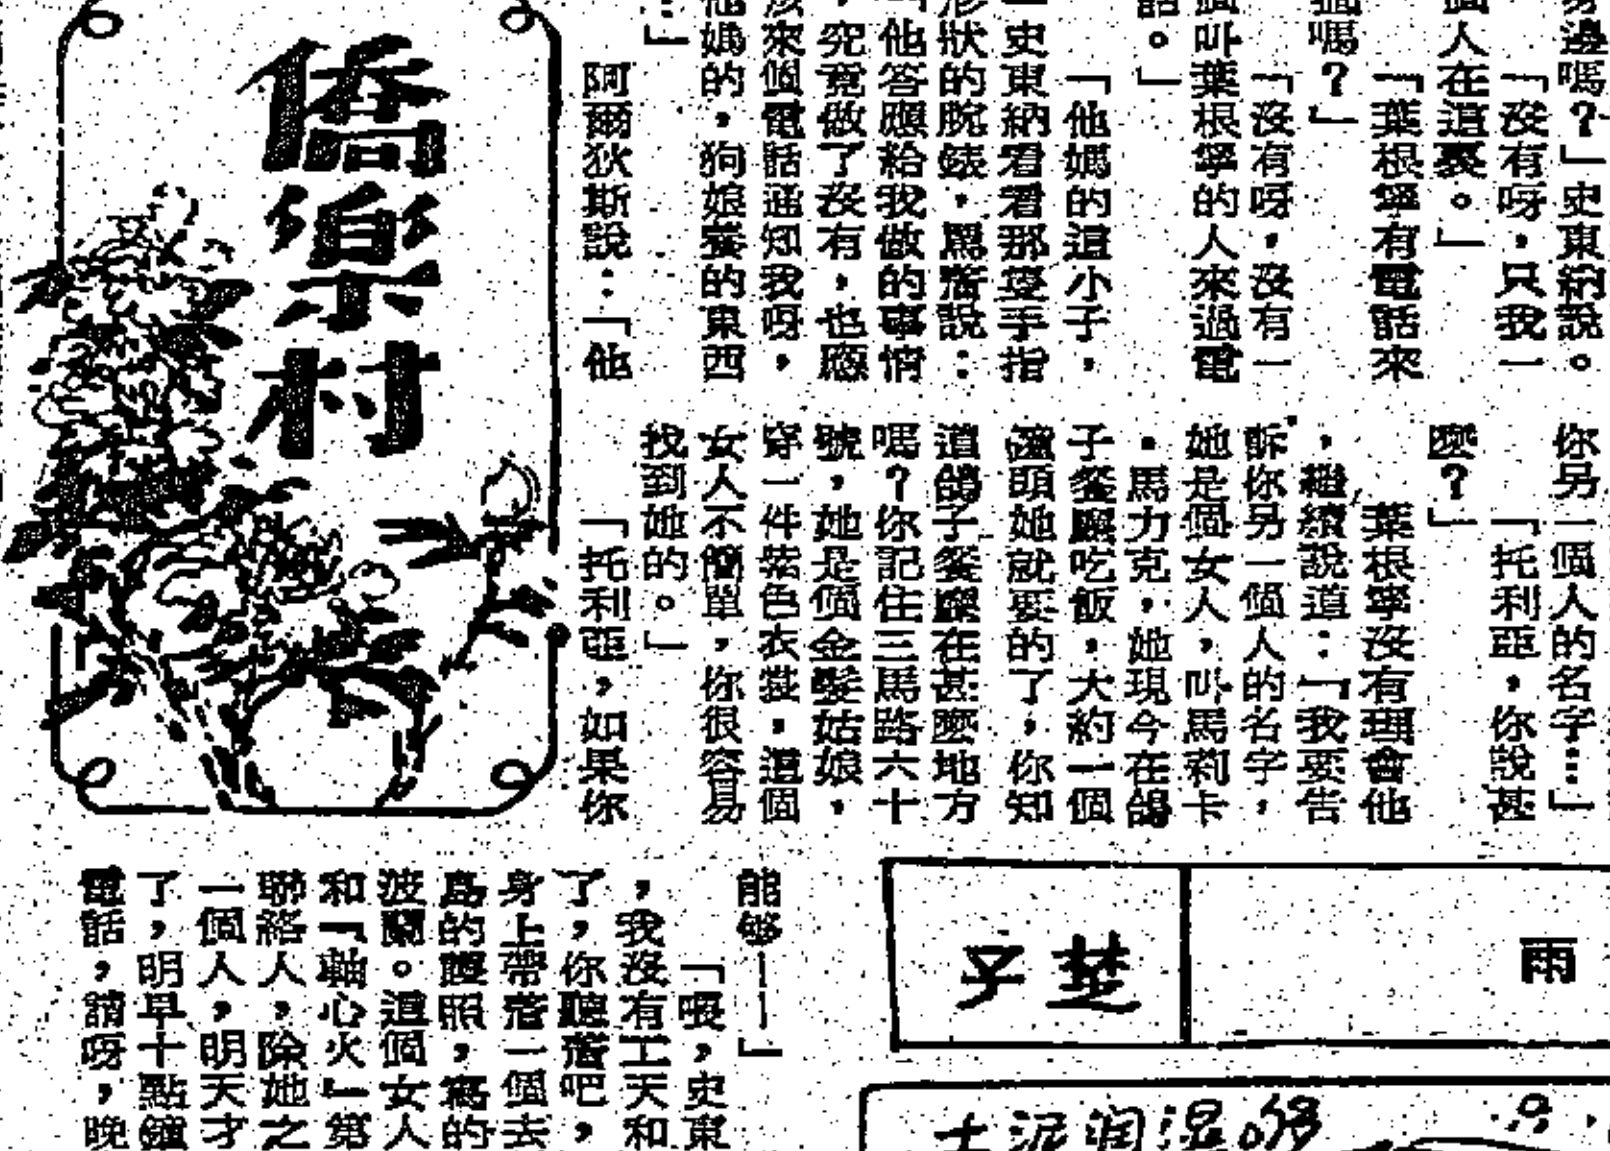 邊嗎?」史東納說。
「沒有呀,只我一
個人在這裏。」
「葉根寧有電話來
嗎?」
「沒有呀,沒有一
個叫葉根寧的人來過電
話。」
「他媽的這小子,
」史東納看看那隻手指
形狀的腕錶,罵着說:
「他答應給我做的事情
,究竟做了沒有,也應
該來個電話通知我呀,
他媽的,狗娘養的東西
…」
阿爾狄斯說:「他
僑樂村
你另一個人的名字…」
「托利亞,你說甚
麼?」
葉根寧沒有理會他
,繼續說道:「我要告
訴你另一個人的名字,
她是個女人,叫馬莉卡
·馬力克,她現今在鴿
子餐廳吃飯,大約一個
鐘頭她就要的了,你知
道鴿子餐廳在甚麼地方
嗎?你記住三馬路六十
號,她是個金髮姑娘,
穿一件紫色衣裝,這個
女人不簡單,你很容易
找到她的。」
「托利亞,如果你
能够——」
「喂,史東
,我沒有工夫和
了,你聽着吧,
身上帶着一個去
島的護照,寫的
波蘭。這個女人
和『軸心火』第
聯絡人,除她之
一個人,明天才
了,明早十點鐘
電話,請呀,晚
雨
楚子
泥润湿